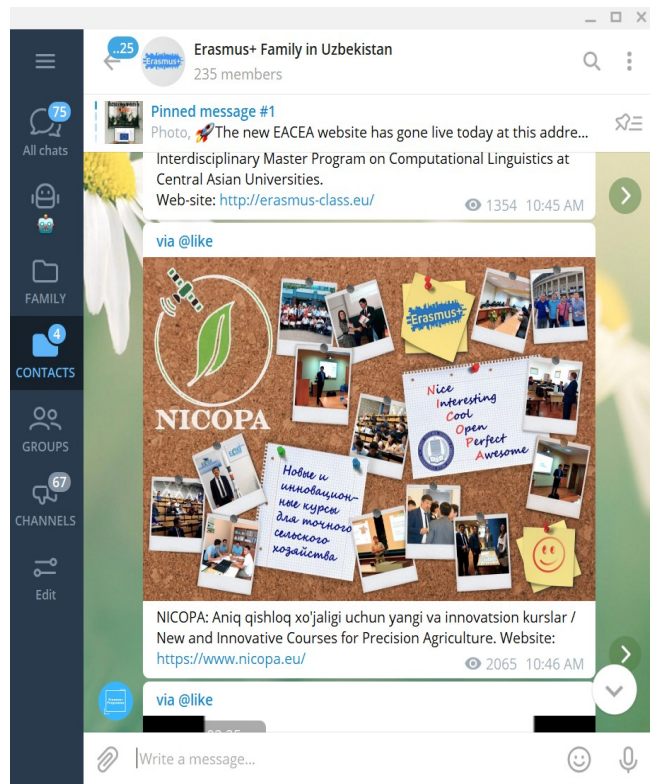 ..25
Erasmus+
Erasmus+ Family in Uzbekistan
235 members
75
All chats
FAMILY
4
CONTACTS
GROUPS
67
CHANNELS
Edit
Pinned message #1
Photo, 🚀The new EACEA website has gone live today at this addre...
Interdisciplinary Master Program on Computational Linguistics at
Central Asian Universities.
Web-site: http://erasmus-class.eu/
1354 10:45 AM
via @like
NICOPA
Erasmus+
Nice
Interesting
Cool
Open
Perfect
Awesome
Новые и
инновацион-
ные курсы
для точного
сельского
хозяйства
NICOPA: Aniq qishloq xo'jaligi uchun yangi va innovatsion kurslar /
New and Innovative Courses for Precision Agriculture. Website:
https://www.nicopa.eu/
2065 10:46 AM
via @like
Write a message...